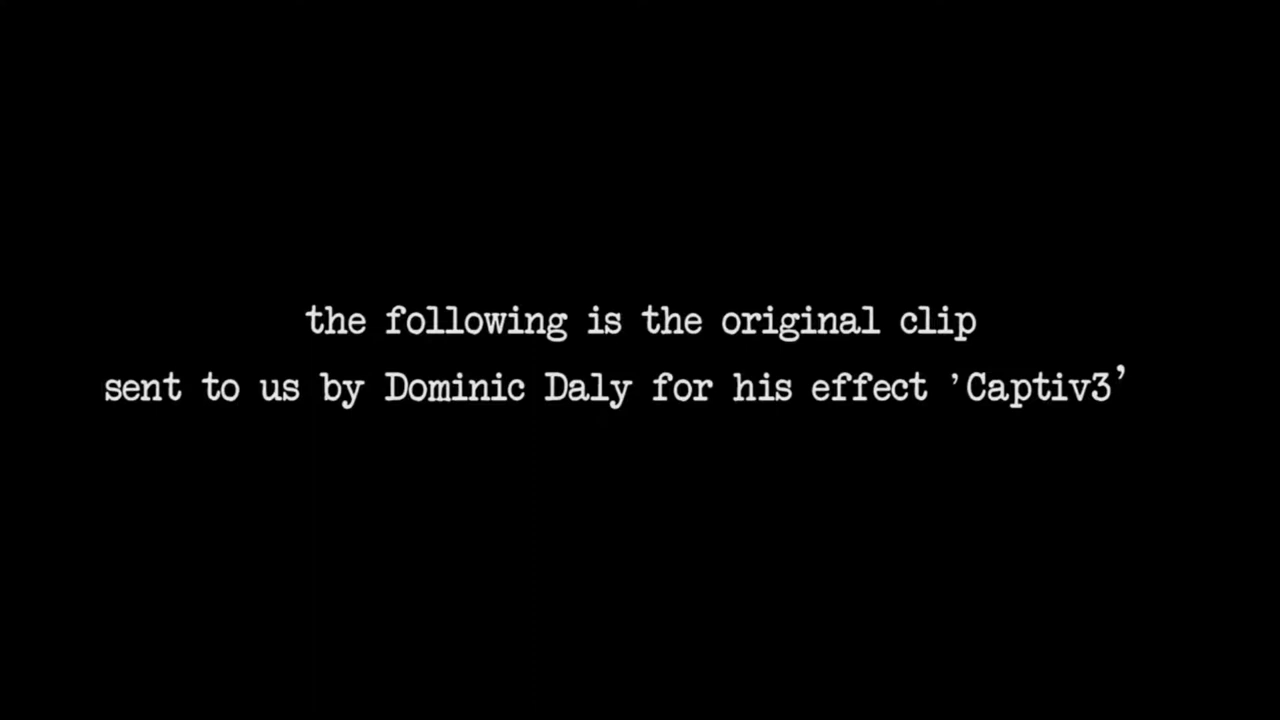 the following is the original clip
sent to us by Dominic Daly for his effect 'Captiv3’